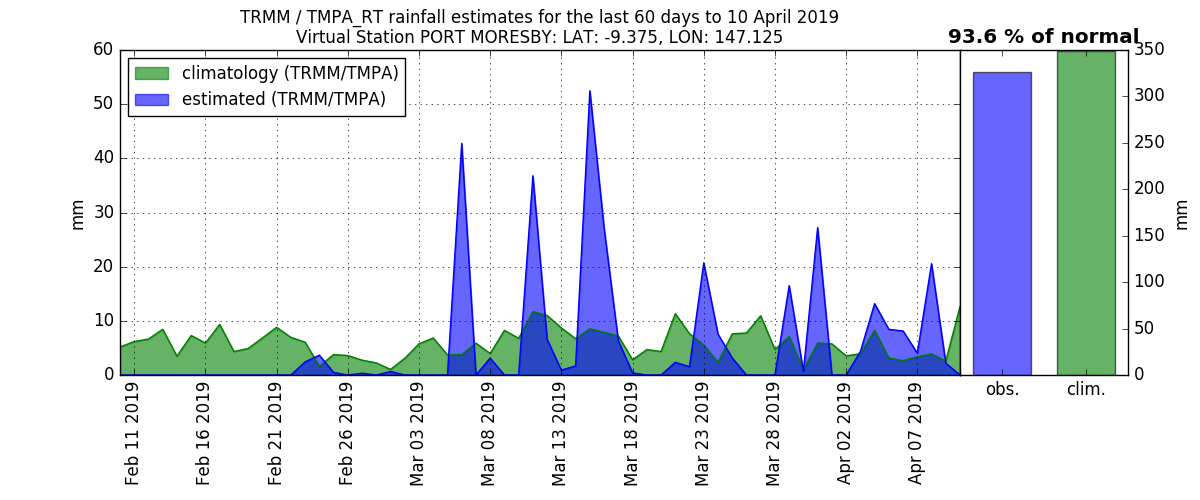 TRMM / TMPA_RT rainfall estimates for the last 60 days to 10 April 2019
Virtual Station PORT MORESBY: LAT: -9.375, LON: 147.125
93.6 % of normal
climatology (TRMM/TMPA)
estimated (TRMM/TMPA)
60
50
40
30
20
10
0
mm
Feb 11 2019
Feb 16 2019
Feb 21 2019
Feb 26 2019
Mar 03 2019
Mar 08 2019
Mar 13 2019
Mar 18 2019
Mar 23 2019
Mar 28 2019
Apr 02 2019
Apr 07 2019
obs.
clim.
350
300
250
200
150
100
50
0
mm